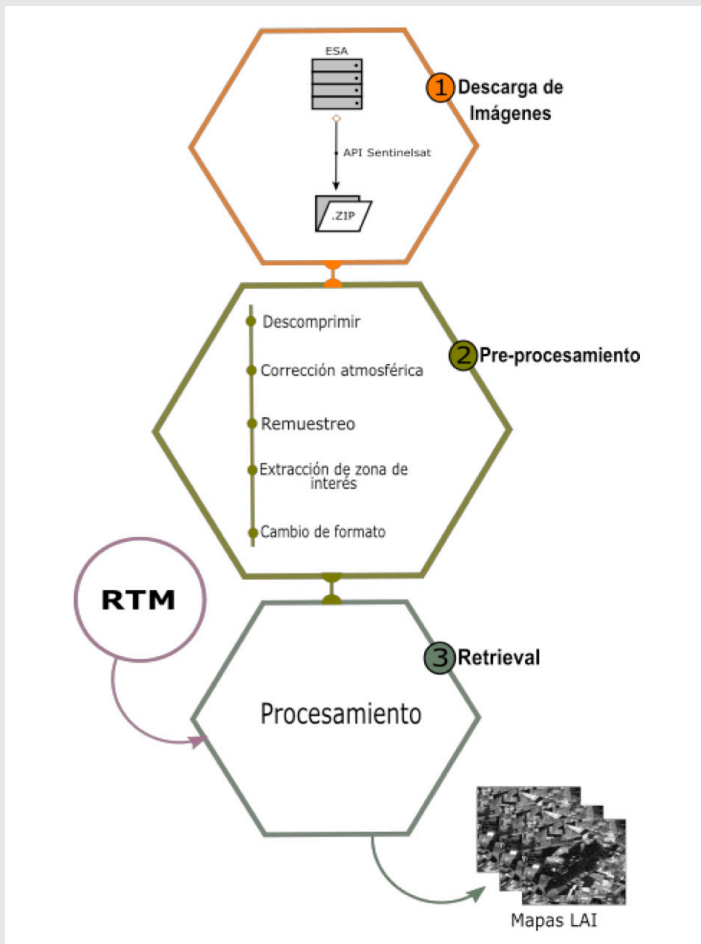 ESA
1 Descarga de
Imágenes
API Sentinelsat
.ZIP
2 Pre-procesamiento
Descomprimir
Corrección atmosférica
Remuestreo
Extracción de zona de
interés
Cambio de formato
RTM
3 Retrieval
Procesamiento
Mapas LAI